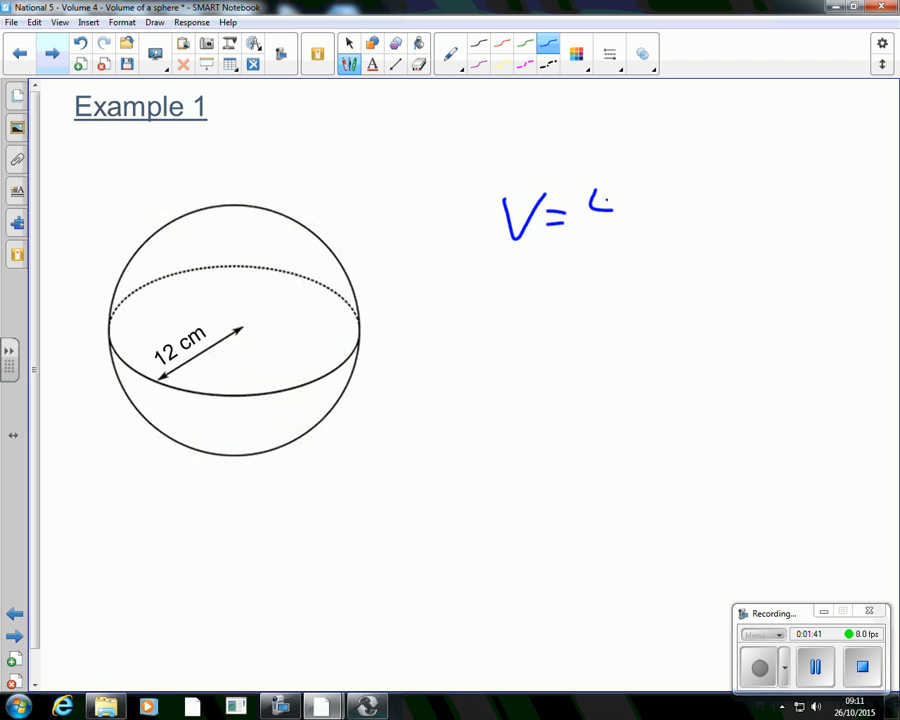 National 5 - Volume 4 - Volume of a sphere * - SMART Notebook
File Edit View Insert Format Draw Response Help
Example 1
V =
12 cm
Recording...
Menu
0:01:41
8.0 fps
09:11
26/10/2015